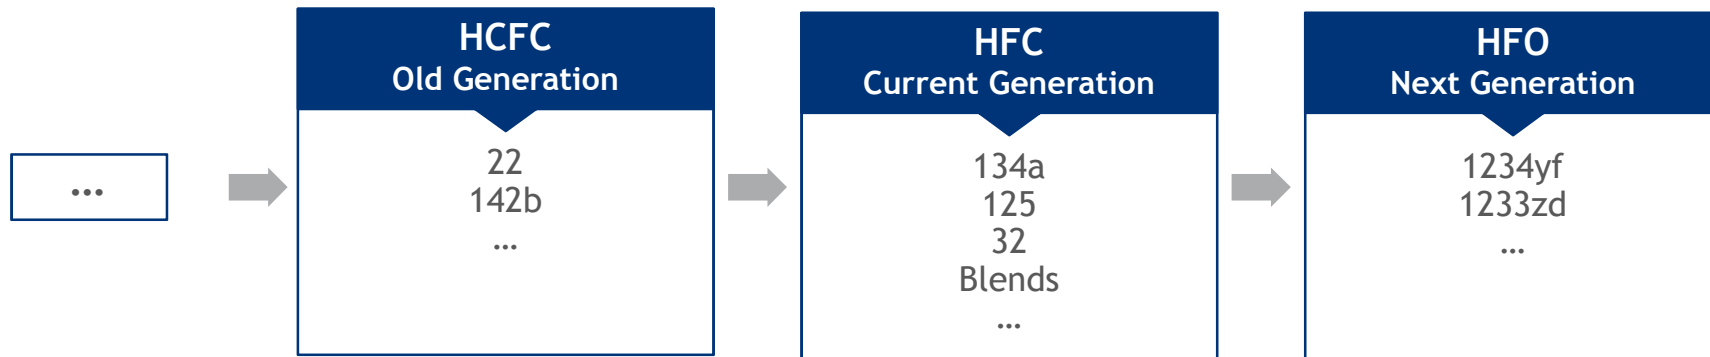 ...
HCFC
Old Generation
22
142b
...
HFC
Current Generation
134a
125
32
Blends
...
HFO
Next Generation
1234yf
1233zd
...